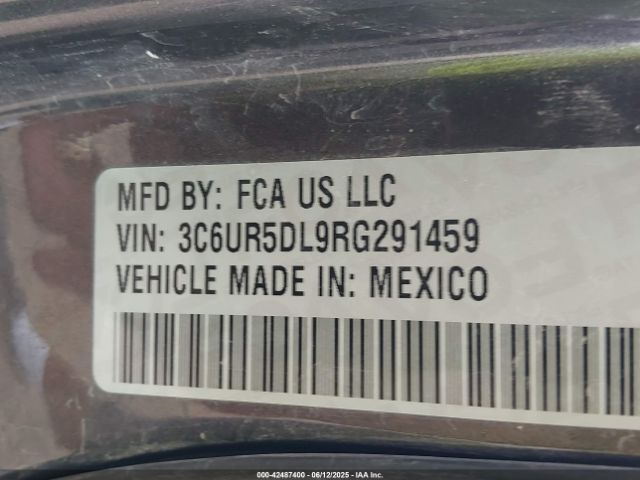 MFD BY: FCA US LLC
VIN: 3C6UR5DL9RG291459
VEHICLE MADE IN: MEXICO
000-42487400 - 06/12/2025 - IAA Inc.